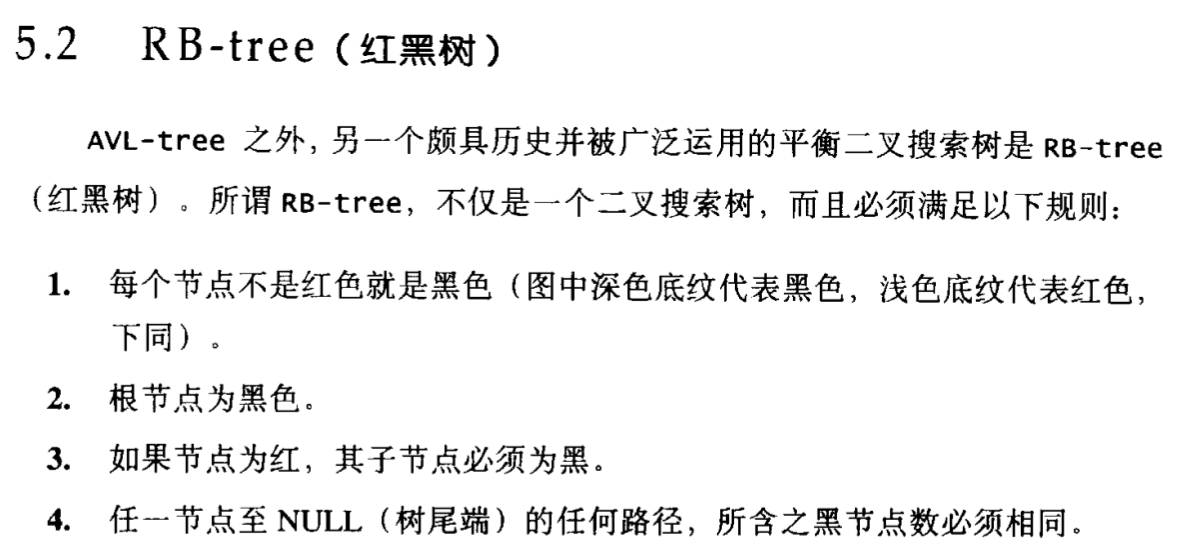 5.2 RB-tree（红黑树）
AVL-tree 之外，另一个颇具历史并被广泛运用的平衡二叉搜索树是 RB-tree
（红黑树）。所谓 RB-tree，不仅是一个二叉搜索树，而且必须满足以下规则：
1. 每个节点不是红色就是黑色（图中深色底纹代表黑色，浅色底纹代表红色，
下同）。
2. 根节点为黑色。
3. 如果节点为红，其子节点必须为黑。
4. 任一节点至 NULL（树尾端）的任何路径，所含之黑节点数必须相同。